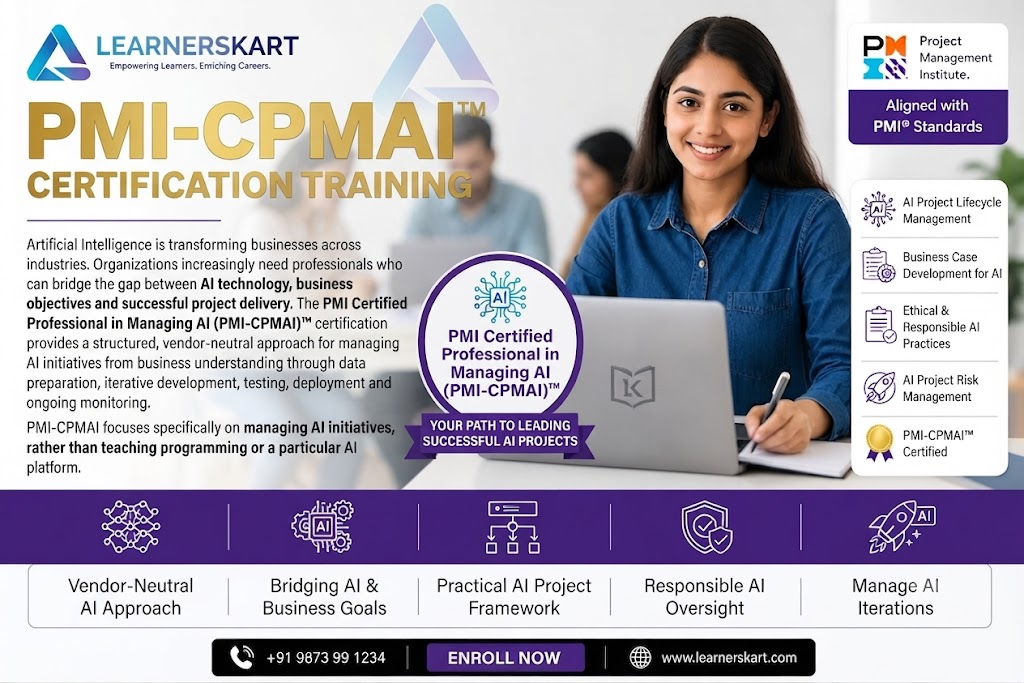 LEARNERSKART
Empowering Learners. Enriching Careers.
PMI-CPMAI™
CERTIFICATION TRAINING
Artificial Intelligence is transforming businesses across
industries. Organizations increasingly need professionals who
can bridge the gap between AI technology, business
objectives and successful project delivery. The PMI Certified
Professional in Managing AI (PMI-CPMAI)™ certification
provides a structured, vendor-neutral approach for managing
AI initiatives from business understanding through data
preparation, iterative development, testing, deployment and
ongoing monitoring.
PMI-CPMAI focuses specifically on managing AI initiatives,
rather than teaching programming or a particular AI
platform.
AI
PMI Certified
Professional in
Managing AI
(PMI-CPMAI)™
YOUR PATH TO LEADING
SUCCESSFUL AI PROJECTS
K
PMI
Project
Management
Institute.
Aligned with
PMI® Standards
AI
AI Project Lifecycle
Management
Business Case
Development for AI
Ethical &
Responsible AI
Practices
AI Project Risk
Management
PMI-CPMAI™
Certified
AI
AI
Vendor-Neutral
AI Approach
Bridging AI &
Business Goals
Practical AI Project
Framework
Responsible AI
Oversight
Manage AI
Iterations
+91 9873 99 1234
ENROLL NOW
www.learnerskart.com